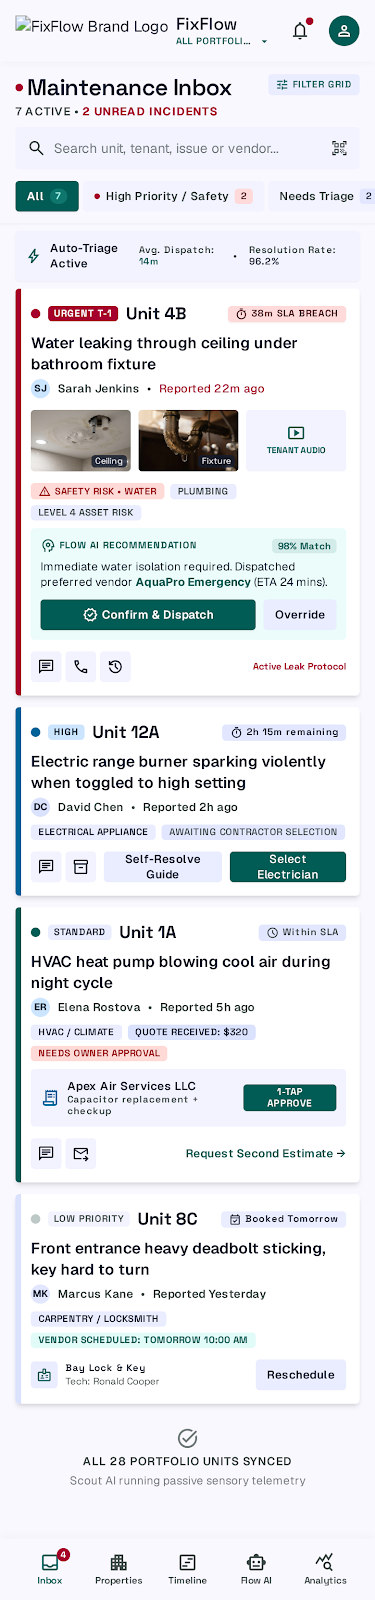 FixFlow Brand Logo
FixFlow
ALL PORTFOLI...
Maintenance Inbox
FILTER GRID
7 ACTIVE • 2 UNREAD INCIDENTS
Search unit, tenant, issue or vendor...
All 7
High Priority / Safety 2
Needs Triage 2
Auto-Triage
Active
Avg. Dispatch:
14m
•
Resolution Rate:
96.2%
URGENT T-1 Unit 4B
38m SLA BREACH
Water leaking through ceiling under
bathroom fixture
SJ Sarah Jenkins • Reported 22m ago
Ceiling
Fixture
TENANT AUDIO
SAFETY RISK • WATER
PLUMBING
LEVEL 4 ASSET RISK
FLOW AI RECOMMENDATION
98% Match
Immediate water isolation required. Dispatched
preferred vendor AquaPro Emergency (ETA 24 mins).
Confirm & Dispatch
Override
Active Leak Protocol
HIGH Unit 12A
2h 15m remaining
Electric range burner sparking violently
when toggled to high setting
DC David Chen • Reported 2h ago
ELECTRICAL APPLIANCE
AWAITING CONTRACTOR SELECTION
Self-Resolve
Guide
Select
Electrician
STANDARD Unit 1A
Within SLA
HVAC heat pump blowing cool air during
night cycle
ER Elena Rostova • Reported 5h ago
HVAC / CLIMATE
QUOTE RECEIVED: $320
NEEDS OWNER APPROVAL
Apex Air Services LLC
Capacitor replacement +
checkup
1-TAP
APPROVE
Request Second Estimate →
LOW PRIORITY Unit 8C
Booked Tomorrow
Front entrance heavy deadbolt sticking,
key hard to turn
MK Marcus Kane • Reported Yesterday
CARPENTRY / LOCKSMITH
VENDOR SCHEDULED: TOMORROW 10:00 AM
Bay Lock & Key
Tech: Ronald Cooper
Reschedule
ALL 28 PORTFOLIO UNITS SYNCED
Scout AI running passive sensory telemetry
4
Inbox
Properties
Timeline
Flow AI
Analytics